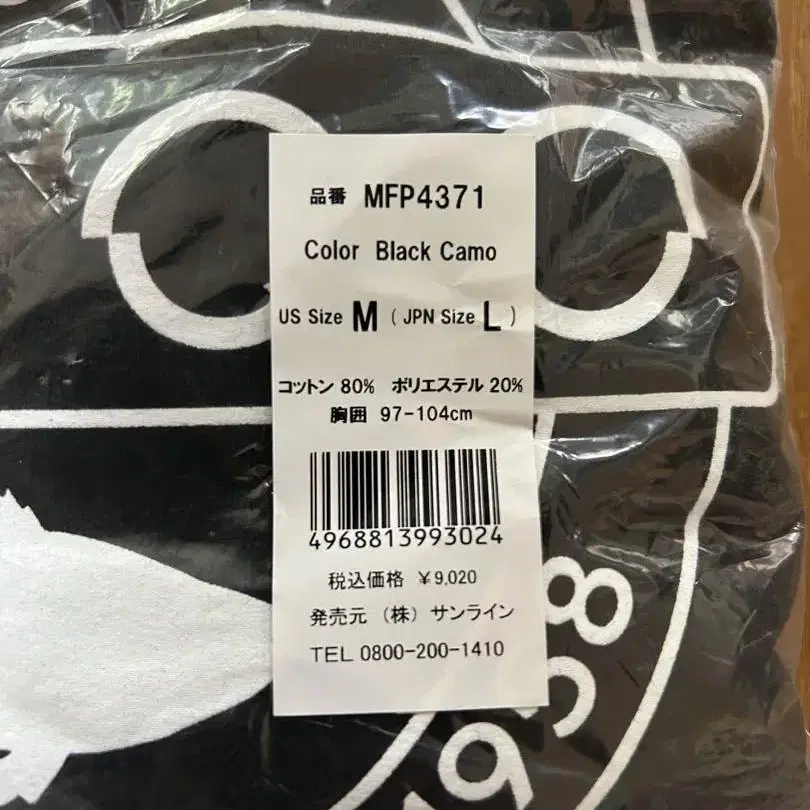 品番 MFP4371
Color Black Camo
US Size M ( JPN Size L )
コットン 80% ポリエステル 20%
胸囲 97-104cm
4968813993024
税込価格 ¥9,020
発売元 (株) サンライン
TEL 0800-200-1410